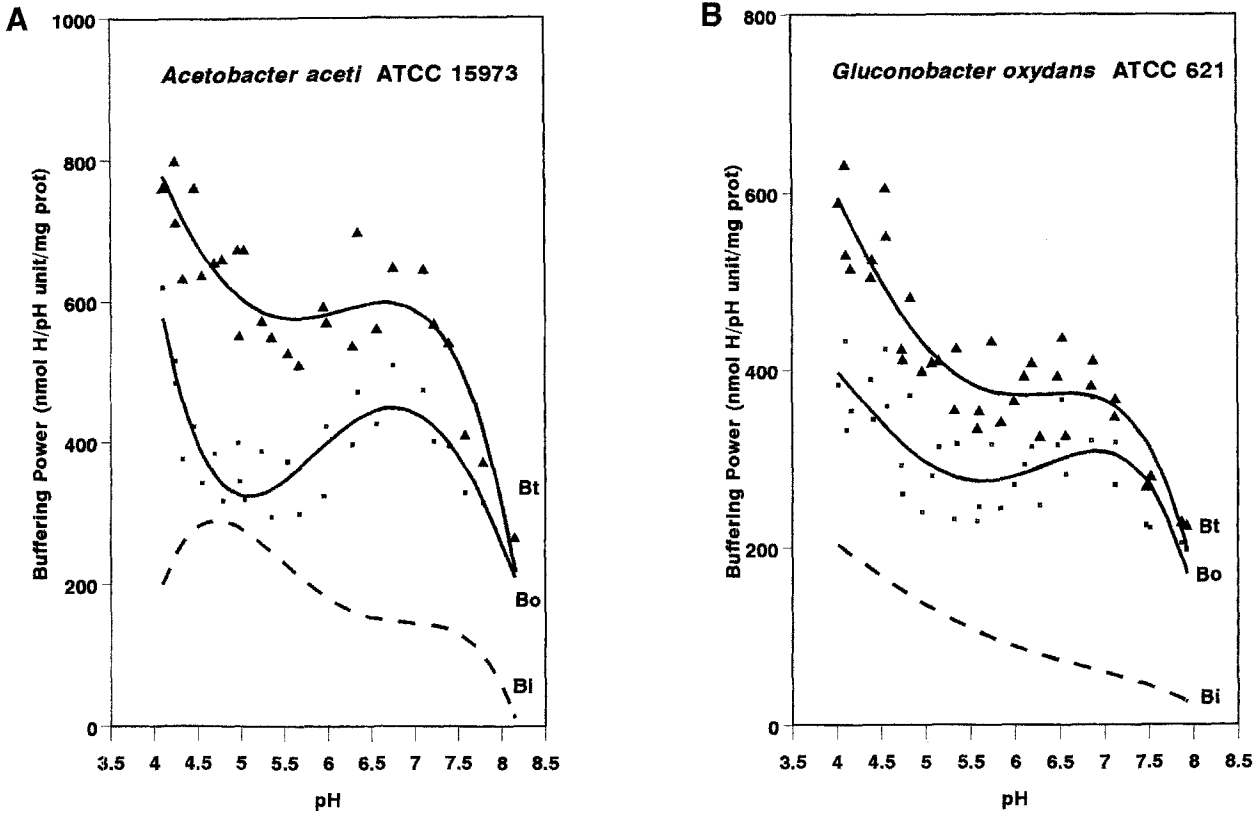 A
Acetobacter aceti ATCC 15973
Buffering Power (nmol H/pH unit/mg prot)
1000
800
600
400
200
0
3.5 4 4.5 5 5.5 6 6.5 7 7.5 8 8.5
pH
Bt
Bo
Bi
B
Gluconobacter oxydans ATCC 621
Buffering Power (nmol H/pH unit/mg prot)
800
600
400
200
0
3.5 4 4.5 5 5.5 6 6.5 7 7.5 8 8.5
pH
Bt
Bo
Bi